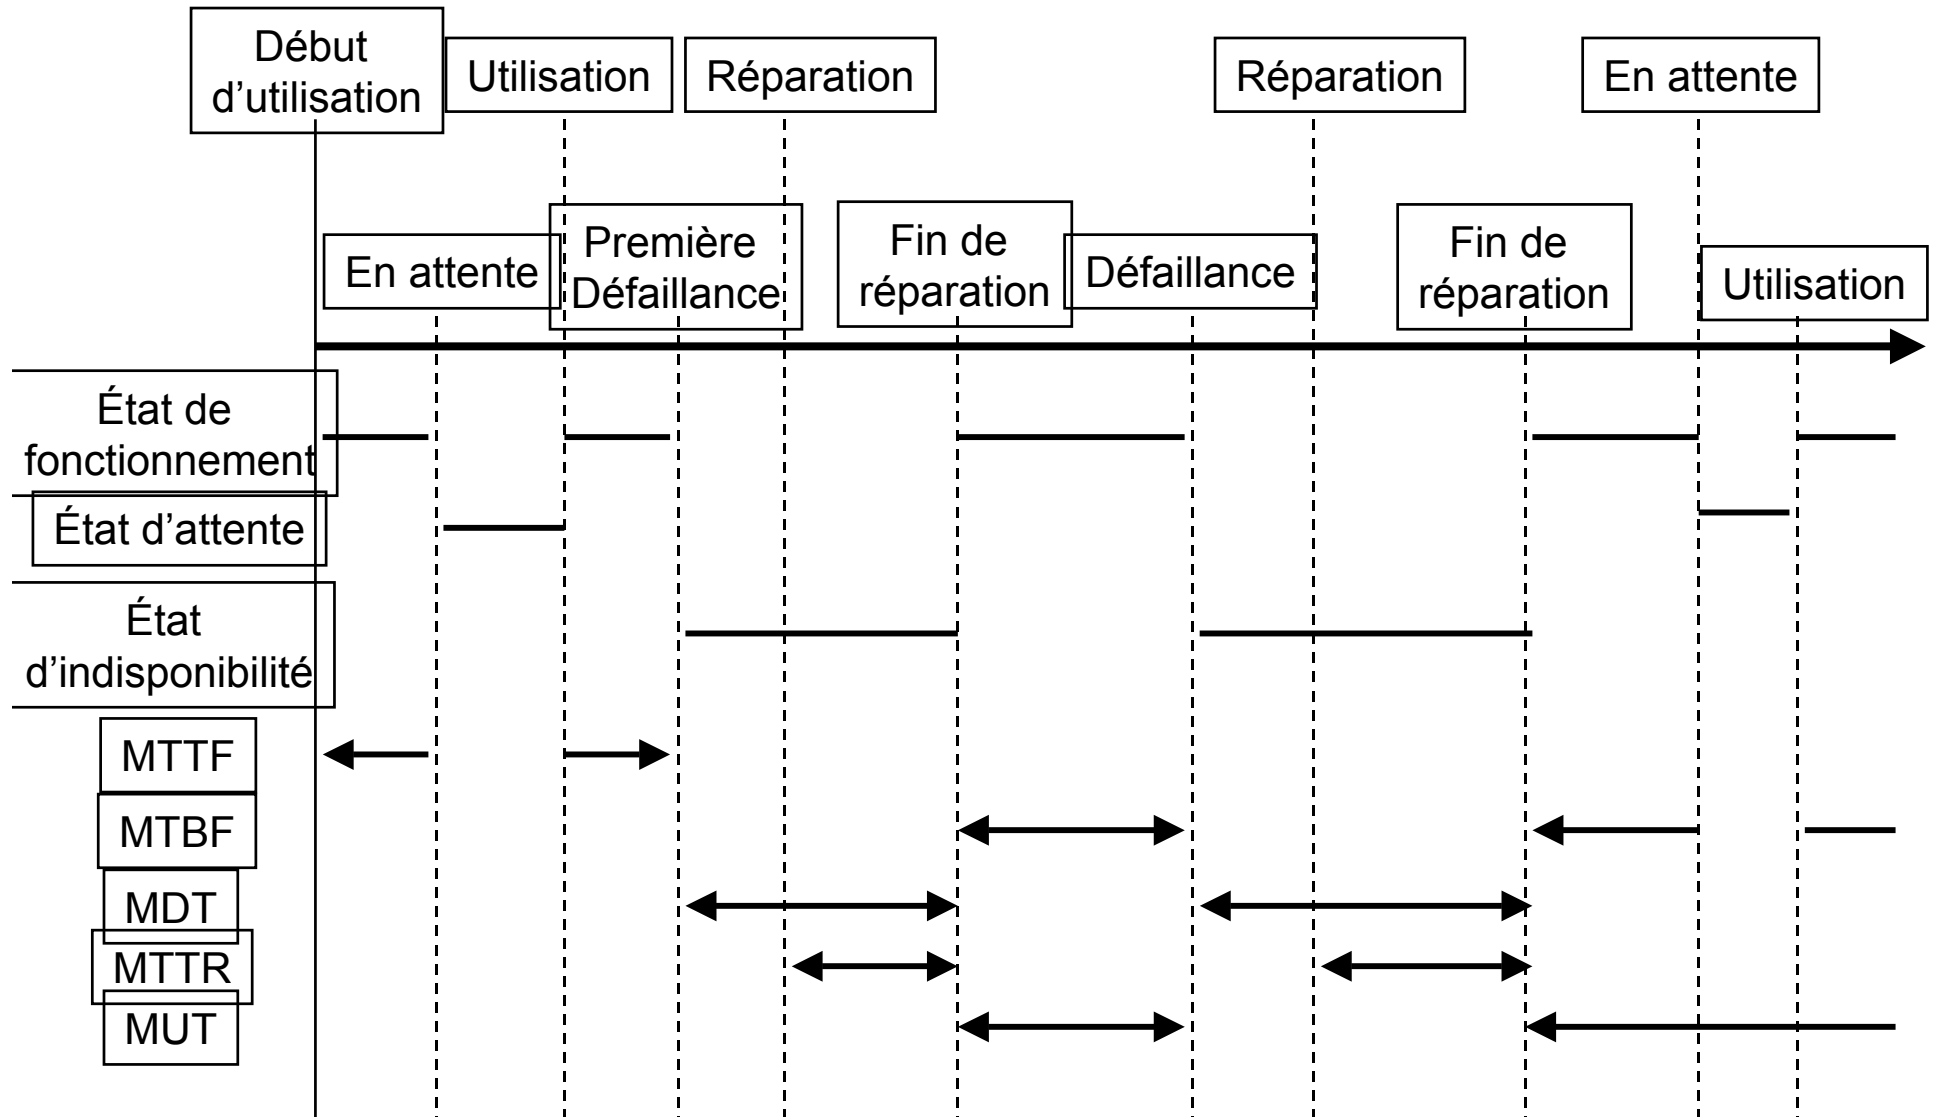 Début
d’utilisation
Utilisation
Réparation
Réparation
En attente
En attente
Première
Défaillance
Fin de
réparation
Défaillance
Fin de
réparation
Utilisation
État de
fonctionnement
État d’attente
État
d’indisponibilité
MTTF
MTBF
MDT
MTTR
MUT